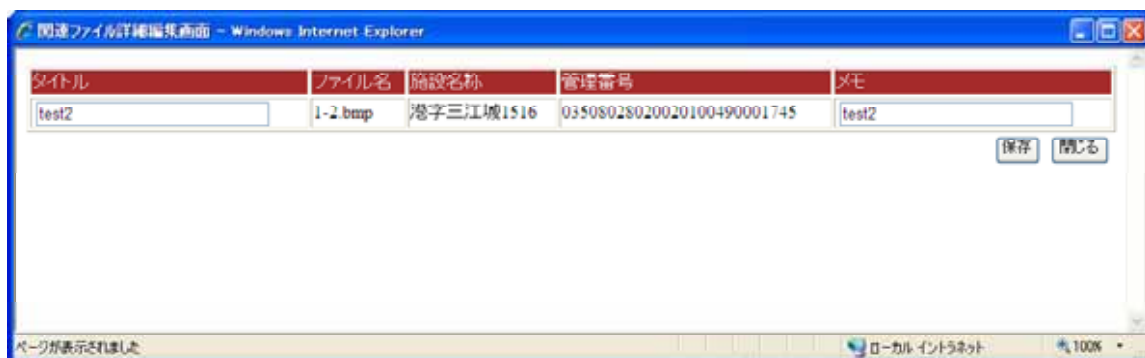 関連ファイル詳細編集画面 - Windows Internet Explorer
タイトル ファイル名 施設名称 管理番号 メモ
test2 1-2.bmp 港字三江城1516 03508028020020100490001745 test2
保存 閉じる
ページが表示されました ローカル イントラネット 100%